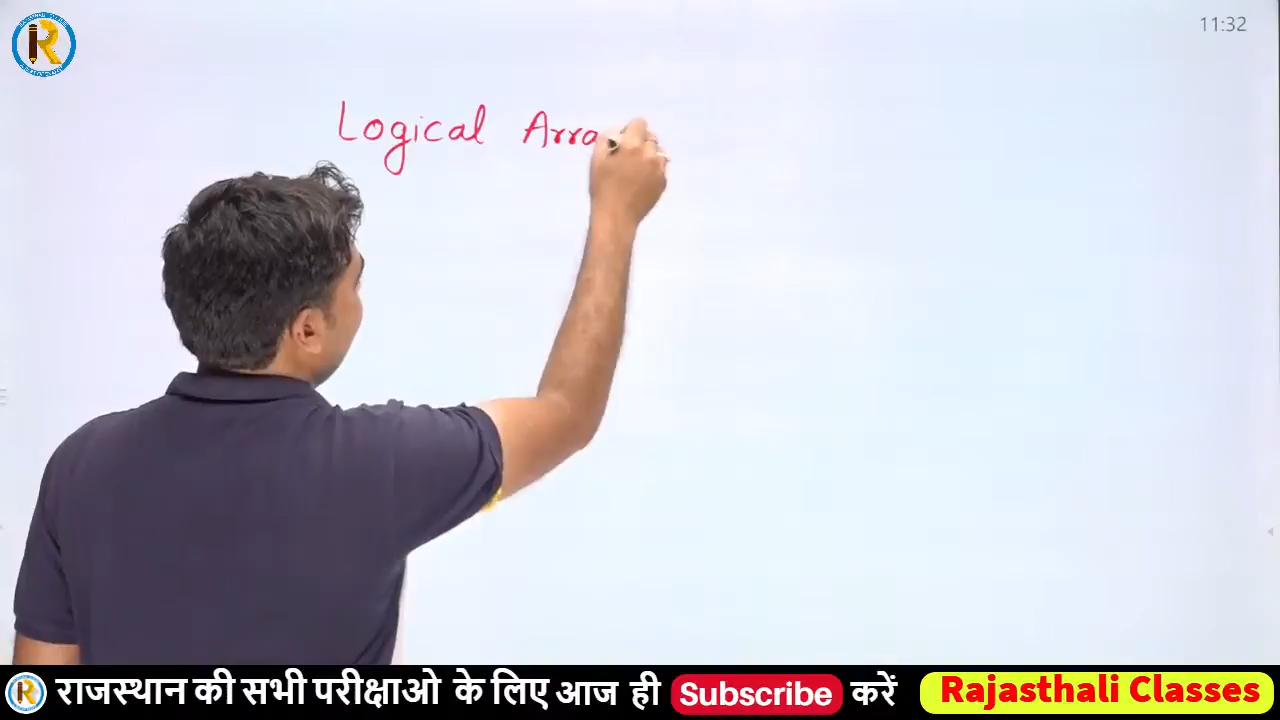 11:32
Logical Arra
राजस्थान की सभी परीक्षाओ के लिए आज ही Subscribe करें Rajasthali Classes